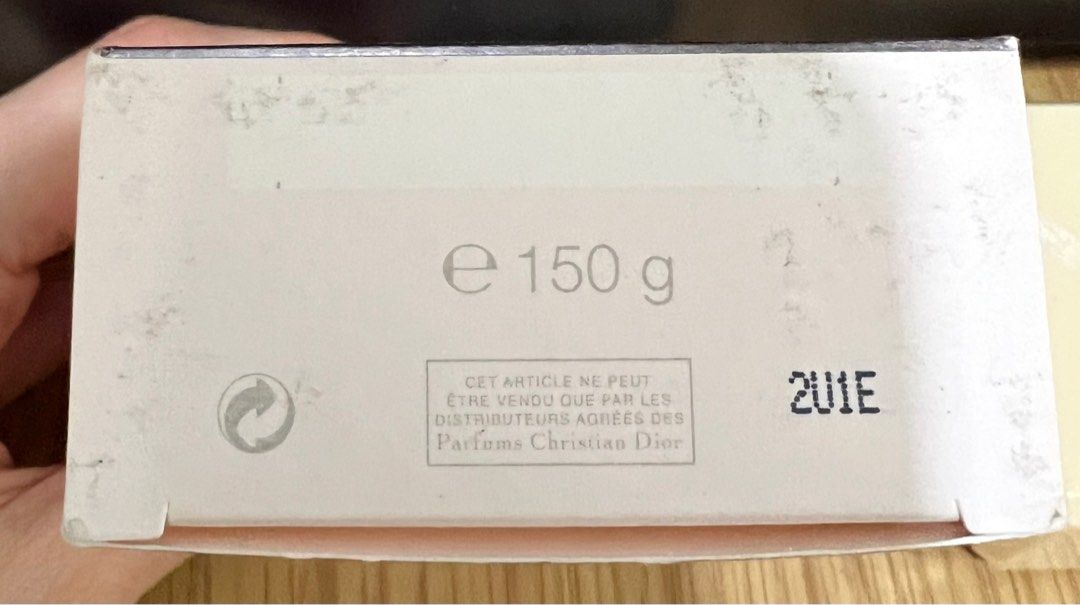 ℮ 150 g
CET ARTICLE NE PEUT
ÊTRE VENDU QUE PAR LES
DISTRIBUTEURS AGRÉÉS DES
Parfums Christian Dior
2U1E